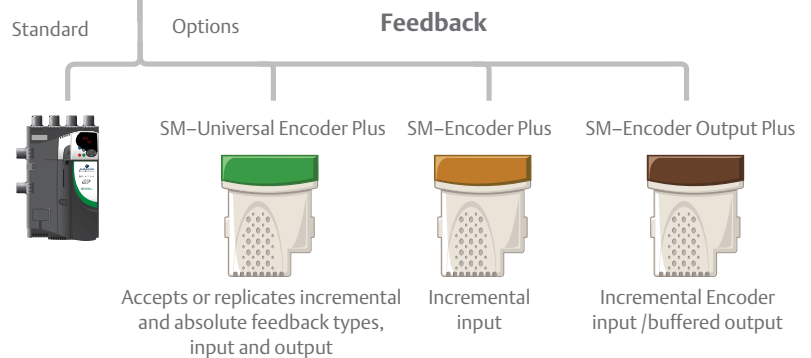 Standard
Options
Feedback
SM–Universal Encoder Plus
SM–Encoder Plus
SM–Encoder Output Plus
Accepts or replicates incremental
and absolute feedback types,
input and output
Incremental
input
Incremental Encoder
input /buffered output